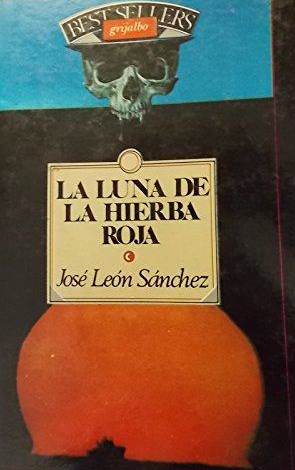 BEST SELLERS
grijalbo
LA LUNA DE
LA HIERBA
ROJA
José León Sánchez